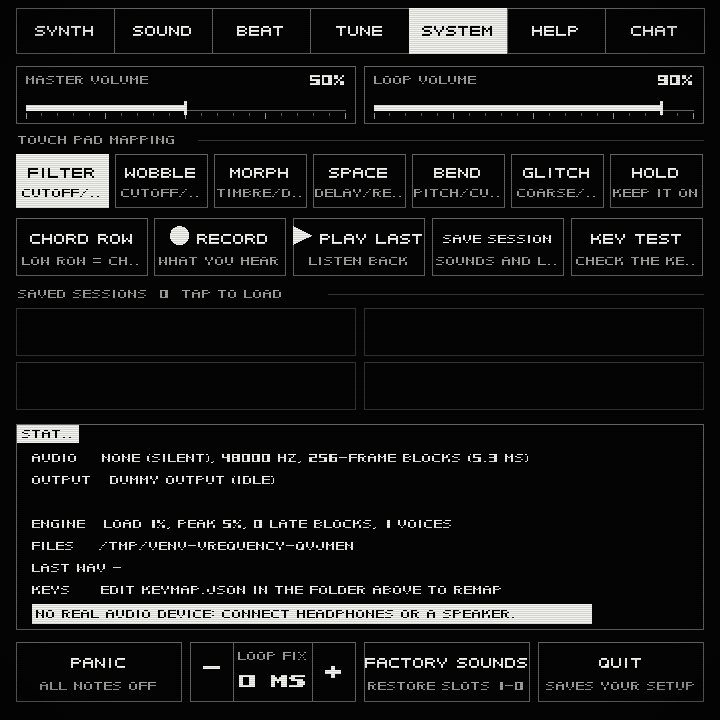 SYNTH SOUND BEAT TUNE SYSTEM HELP CHAT
MASTER VOLUME 50% LOOP VOLUME 90%
TOUCH PAD MAPPING
FILTER WOBBLE MORPH SPACE BEND GLITCH HOLD
CUTOFF/.. CUTOFF/.. TIMBRE/D.. DELAY/RE.. PITCH/CU.. COARSE/.. KEEP IT ON
CHORD ROW RECORD PLAY LAST SAVE SESSION KEY TEST
LOW ROW = CH.. WHAT YOU HEAR LISTEN BACK SOUNDS AND L.. CHECK THE KE..
SAVED SESSIONS 0 TAP TO LOAD
STAT..
AUDIO NONE (SILENT), 48000 HZ, 256-FRAME BLOCKS (5.3 MS)
OUTPUT DUMMY OUTPUT (IDLE)
ENGINE LOAD 1%, PEAK 5%, 0 LATE BLOCKS, 1 VOICES
FILES /TMP/VENV-VREQUENCY-QVJMEN
LAST WAV -
KEYS EDIT KEYMAP.JSON IN THE FOLDER ABOVE TO REMAP
NO REAL AUDIO DEVICE: CONNECT HEADPHONES OR A SPEAKER.
PANIC - LOOP FIX + FACTORY SOUNDS QUIT
ALL NOTES OFF 0 MS RESTORE SLOTS 1-0 SAVES YOUR SETUP